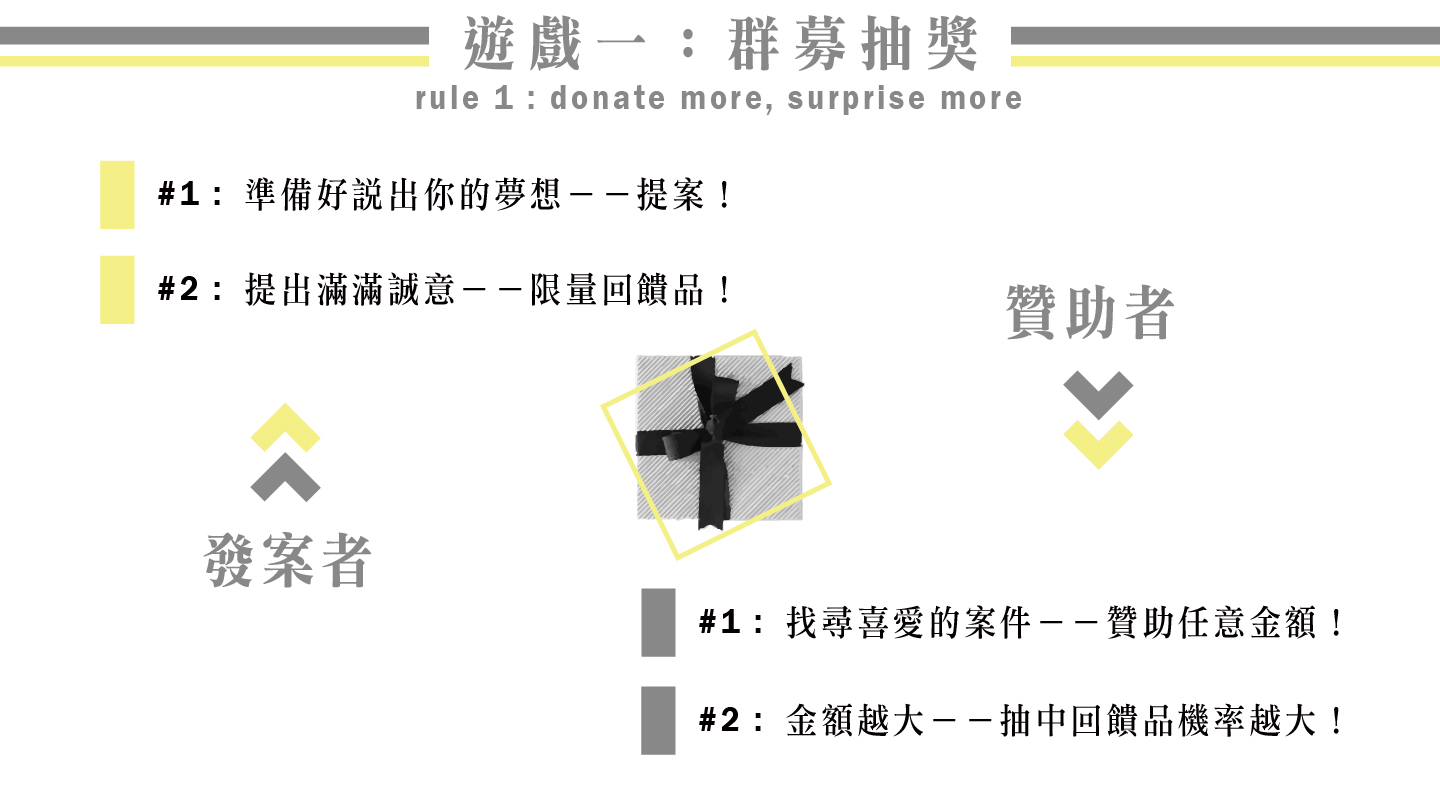 遊戲一：群募抽獎
rule 1 : donate more, surprise more
#1： 準備好説出你的夢想－－提案！
#2： 提出滿滿誠意－－限量回饋品！
贊助者
發案者
#1： 找尋喜愛的案件－－贊助任意金額！
#2： 金額越大－－抽中回饋品機率越大！